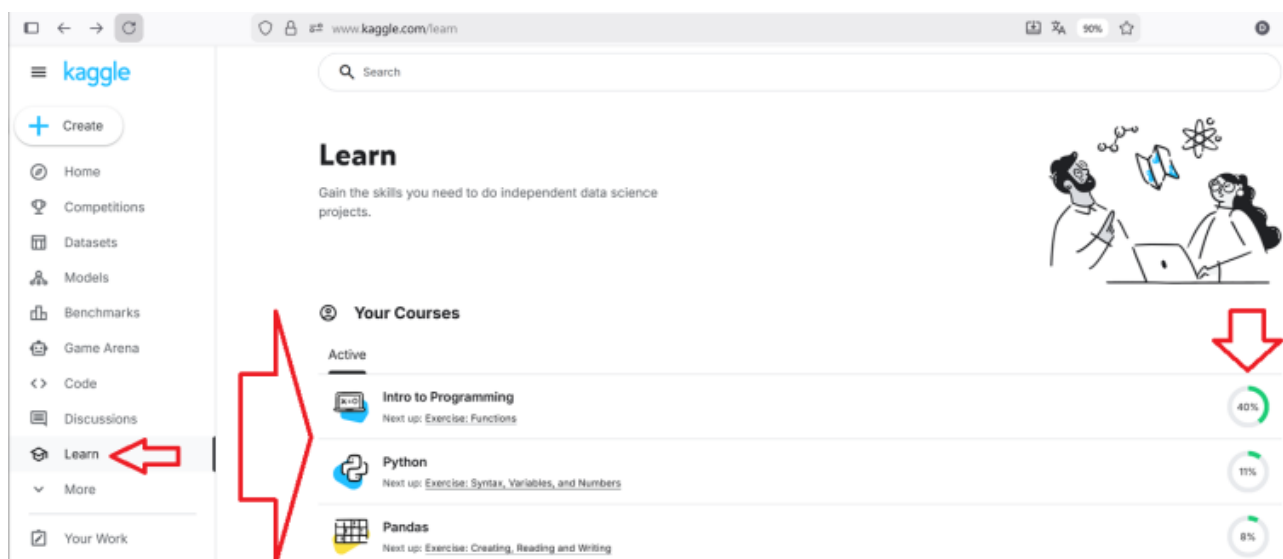 www.kaggle.com/learn
90%
kaggle
Search
Create
Home
Competitions
Datasets
Models
Benchmarks
Game Arena
Code
Discussions
Learn
More
Your Work
Learn
Gain the skills you need to do independent data science
projects.
Your Courses
Active
Intro to Programming
Next up: Exercise: Functions
40%
Python
Next up: Exercise: Syntax, Variables, and Numbers
11%
Pandas
Next up: Exercise: Creating, Reading and Writing
8%